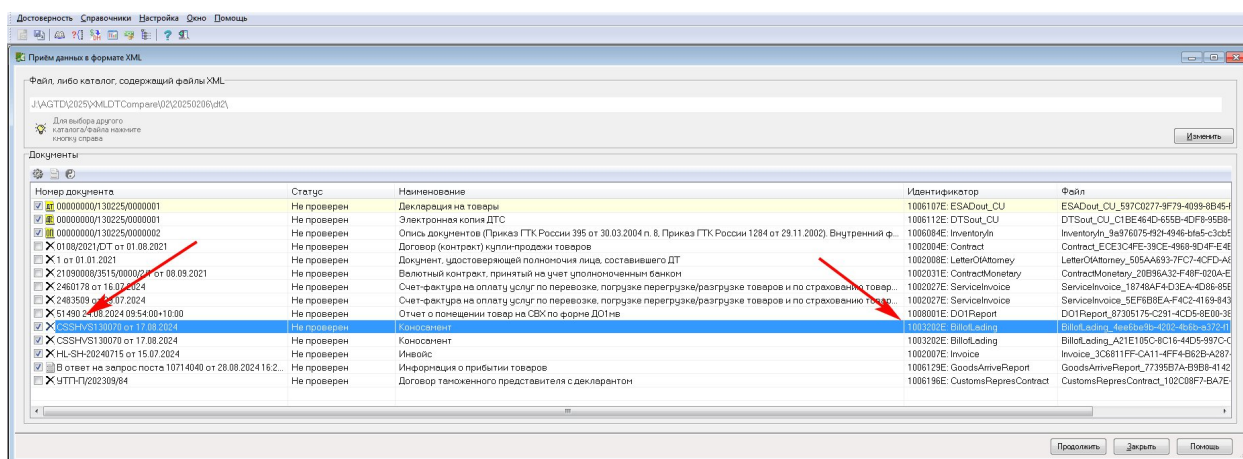 Достоверность Справочники Настройка Окно Помощь
Приём данных в формате XML
Файл, либо каталог, содержащий файлы XML
J:\AGTD\2025\XMLDTCompare\02\20250206\dt2\
Для выбора другого
каталога/файла нажмите
кнопку справа
Изменить
Документы
Номер документа Статус Наименование Идентификатор Файл
ДТ 00000000/130225/0000001 Не проверен Декларация на товары 1006107E: ESADout_CU ESADout_CU_597C0277-9F79-4099-8B45-
00000000/130225/0000001 Не проверен Электронная копия ДТС 1006112E: DTSout_CU DTSout_CU_C1BE464D-655B-4DF8-95B8-
00000000/130225/0000002 Не проверен Опись документов (Приказ ГТК России 395 от 30.03.2004 п. 8, Приказ ГТК России 1284 от 29.11.2002). Внутренний ф... 1006084E: InventoryIn InventoryIn_9a976075-f92f-4946-bfa5-c3cb5
0108/2021/DT от 01.08.2021 Не проверен Договор (контракт) купли-продажи товаров 1002004E: Contract Contract_ECE3C4FE-39CE-4968-9D4F-E4E
1 от 01.01.2021 Не проверен Документ, удостоверяющей полномочия лица, составившего ДТ 1002008E: LetterOfAttorney LetterOfAttorney_505AA693-7FC7-4CFD-A8
21090008/3515/0000/2/1 от 08.09.2021 Не проверен Валютный контракт, принятый на учет уполномоченным банком 1002031E: ContractMonetary ContractMonetary_20B96A32-F48F-020A-E
2460178 от 16.07.2024 Не проверен Счет-фактура на оплату услуг по перевозке, погрузке перегрузке/разгрузке товаров и по страхованию товар... 1002027E: ServiceInvoice ServiceInvoice_18748AF4-D3EA-4D86-85E
2483509 от 07.2024 Не проверен Счет-фактура на оплату услуг по перевозке, погрузке перегрузке/разгрузке товаров и по страхованию товар... 1002027E: ServiceInvoice ServiceInvoice_5EF6B8EA-F4C2-4169-843
51490 24.08.2024 09:54:00+10:00 Не проверен Отчет о помещении товар на СВХ по форме ДО1мв 1008001E: DO1Report DO1Report_87305175-C291-4CD5-8E00-38
CSSHVS130070 от 17.08.2024 Не проверен Коносамент 1003202E: BillofLading BillofLading_4ee6be9b-4202-4b6b-a372-f1
CSSHVS130070 от 17.08.2024 Не проверен Коносамент 1003202E: BillofLading BillofLading_A21E105C-8C16-44D5-997C-
HL-SH-20240715 от 15.07.2024 Не проверен Инвойс 1002007E: Invoice Invoice_3C6811FF-CA11-4FF4-B62B-A287-
В ответ на запрос поста 10714040 от 28.08.2024 16:2... Не проверен Информация о прибытии товаров 1006129E: GoodsArriveReport GoodsArriveReport_77395B7A-B9B8-4142
УТП-П/202309/84 Не проверен Договор таможенного представителя с декларантом 1006196E: CustomsRepresContract CustomsRepresContract_102C08F7-BA7E-
Продолжить Закрыть Помощь